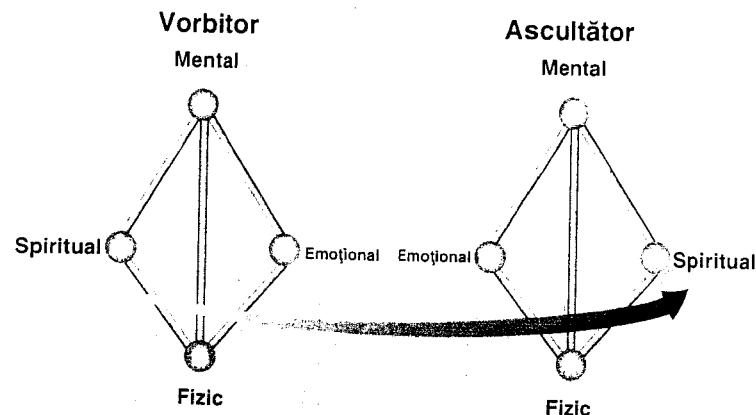 Vorbitor
Mental
Spiritual
Emoţional
Fizic
Ascultător
Mental
Emoţional
Spiritual
Fizic